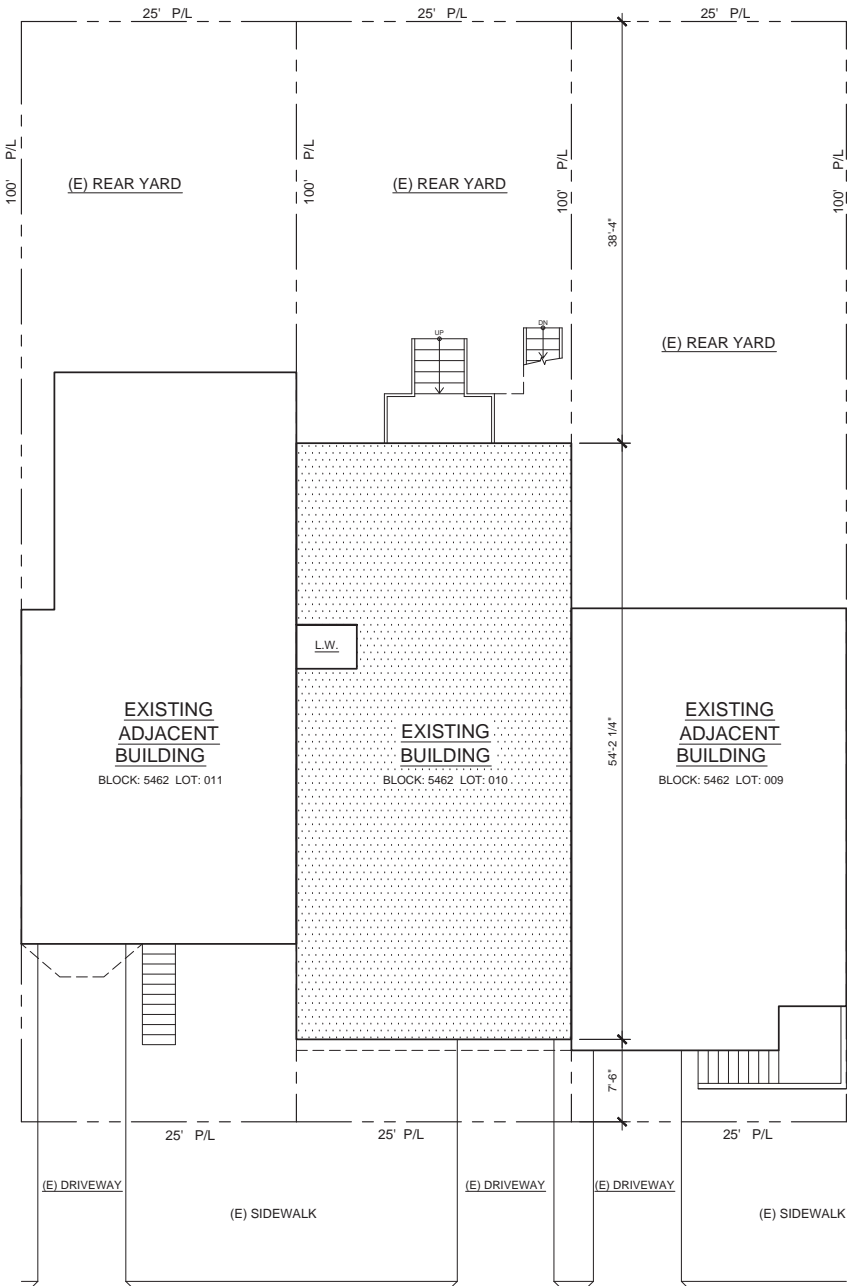 25' P/L
25' P/L
25' P/L
100' P/L
100' P/L
100' P/L
100' P/L
(E) REAR YARD
(E) REAR YARD
38'-4"
UP
DN
(E) REAR YARD
L.W.
EXISTING
ADJACENT
BUILDING
BLOCK: 5462 LOT: 011
EXISTING
BUILDING
BLOCK: 5462 LOT: 010
54'-2 1/4"
EXISTING
ADJACENT
BUILDING
BLOCK: 5462 LOT: 009
7'-6"
25' P/L
25' P/L
25' P/L
(E) DRIVEWAY
(E) SIDEWALK
(E) DRIVEWAY
(E) DRIVEWAY
(E) SIDEWALK